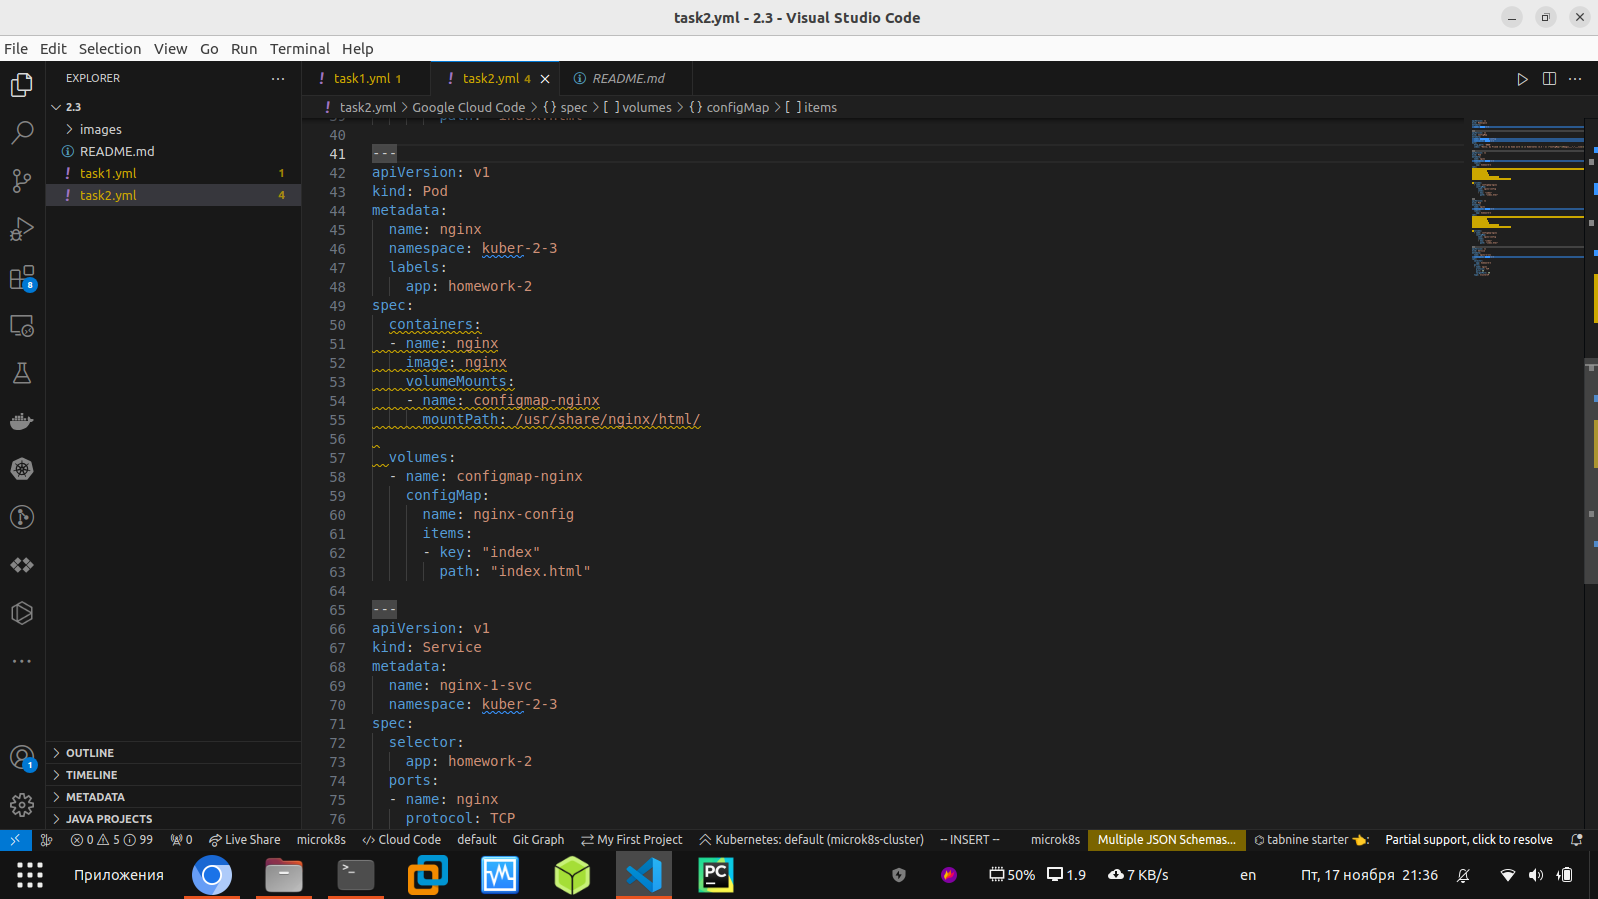 task2.yml - 2.3 - Visual Studio Code
File Edit Selection View Go Run Terminal Help
EXPLORER
2.3
images
README.md
task1.yml 1
task2.yml 4
OUTLINE
TIMELINE
METADATA
JAVA PROJECTS
8
1
task1.yml 1
task2.yml 4
README.md
task2.yml > Google Cloud Code > {} spec > [ ] volumes > {} configMap > [ ] items
39 path: "index.html"
40
41 ---
42 apiVersion: v1
43 kind: Pod
44 metadata:
45 name: nginx
46 namespace: kuber-2-3
47 labels:
48 app: homework-2
49 spec:
50 containers:
51 - name: nginx
52 image: nginx
53 volumeMounts:
54 - name: configmap-nginx
55 mountPath: /usr/share/nginx/html/
56
57 volumes:
58 - name: configmap-nginx
59 configMap:
60 name: nginx-config
61 items:
62 - key: "index"
63 path: "index.html"
64
65 ---
66 apiVersion: v1
67 kind: Service
68 metadata:
69 name: nginx-1-svc
70 namespace: kuber-2-3
71 spec:
72 selector:
73 app: homework-2
74 ports:
75 - name: nginx
76 protocol: TCP
0 5 99 0 Live Share microk8s Cloud Code default Git Graph My First Project Kubernetes: default (microk8s-cluster) -- INSERT -- microk8s Multiple JSON Schemas... tabnine starter 👈: Partial support, click to resolve
Приложения >_ PC 50% 1.9 7 KB/s en Пт, 17 ноября 21:36